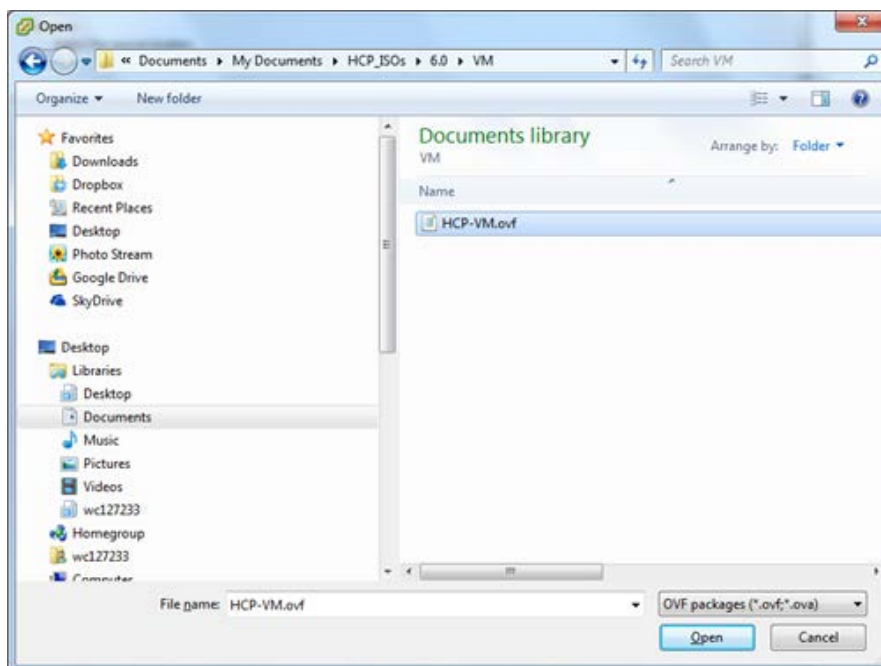 Open
« Documents ▸ My Documents ▸ HCP_ISOs ▸ 6.0 ▸ VM
Search VM
Organize
New folder
Favorites
Downloads
Dropbox
Recent Places
Desktop
Photo Stream
Google Drive
SkyDrive
Desktop
Libraries
Desktop
Documents
Music
Pictures
Videos
wc127233
Homegroup
wc127233
Computer
Documents library
VM
Arrange by: Folder
Name
HCP-VM.ovf
File name: HCP-VM.ovf
OVF packages (*.ovf;*.ova)
Open
Cancel